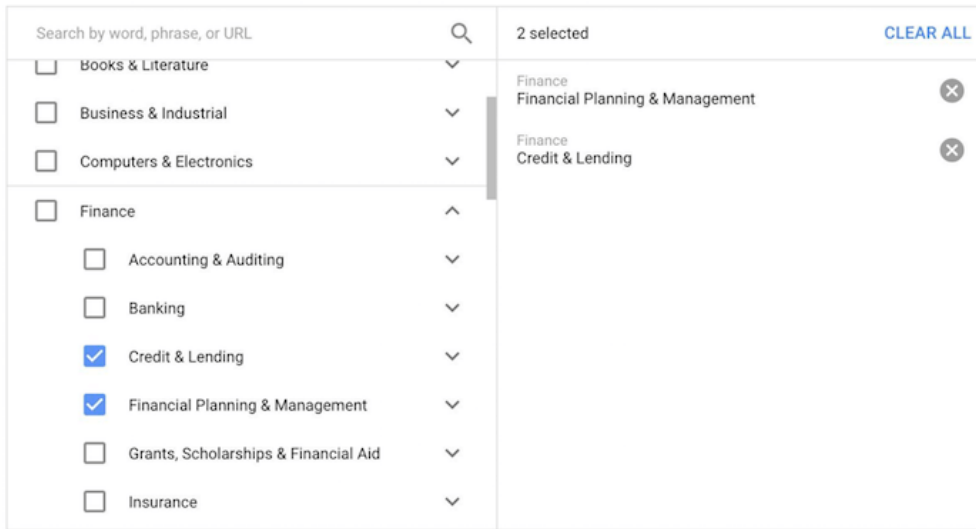 Search by word, phrase, or URL
Books & Literature
Business & Industrial
Computers & Electronics
Finance
Accounting & Auditing
Banking
Credit & Lending
Financial Planning & Management
Grants, Scholarships & Financial Aid
Insurance
2 selected
CLEAR ALL
Finance
Financial Planning & Management
Finance
Credit & Lending